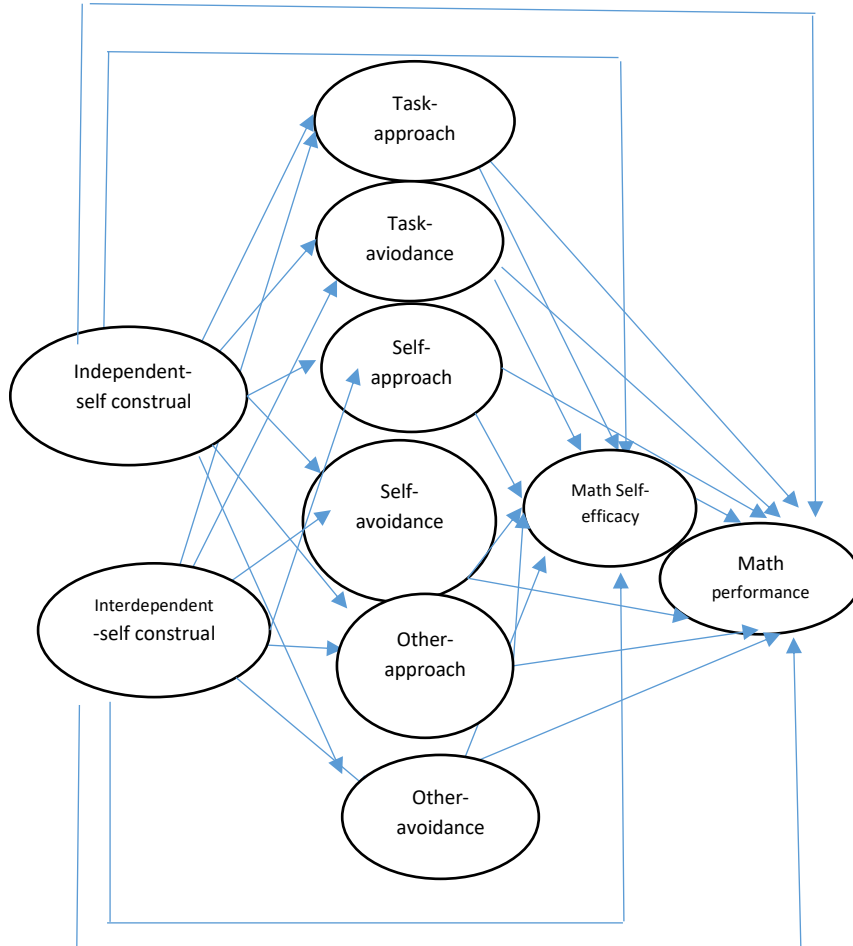 Task-
approach
Task-
aviodance
Self-
approach
Independent-
self construal
Self-
avoidance
Math Self-
efficacy
Math
performance
Interdependent
-self construal
Other-
approach
Other-
avoidance